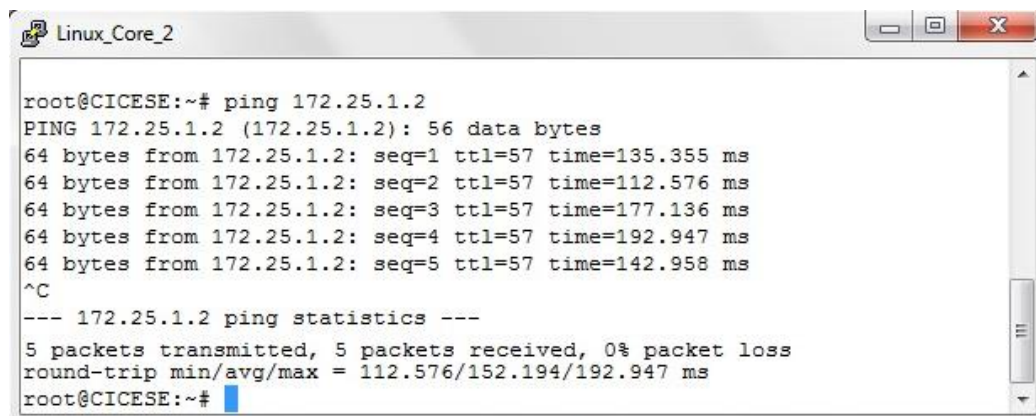 Linux_Core_2
root@CICESE:~# ping 172.25.1.2
PING 172.25.1.2 (172.25.1.2): 56 data bytes
64 bytes from 172.25.1.2: seq=1 ttl=57 time=135.355 ms
64 bytes from 172.25.1.2: seq=2 ttl=57 time=112.576 ms
64 bytes from 172.25.1.2: seq=3 ttl=57 time=177.136 ms
64 bytes from 172.25.1.2: seq=4 ttl=57 time=192.947 ms
64 bytes from 172.25.1.2: seq=5 ttl=57 time=142.958 ms
^C
--- 172.25.1.2 ping statistics ---
5 packets transmitted, 5 packets received, 0% packet loss
round-trip min/avg/max = 112.576/152.194/192.947 ms
root@CICESE:~#